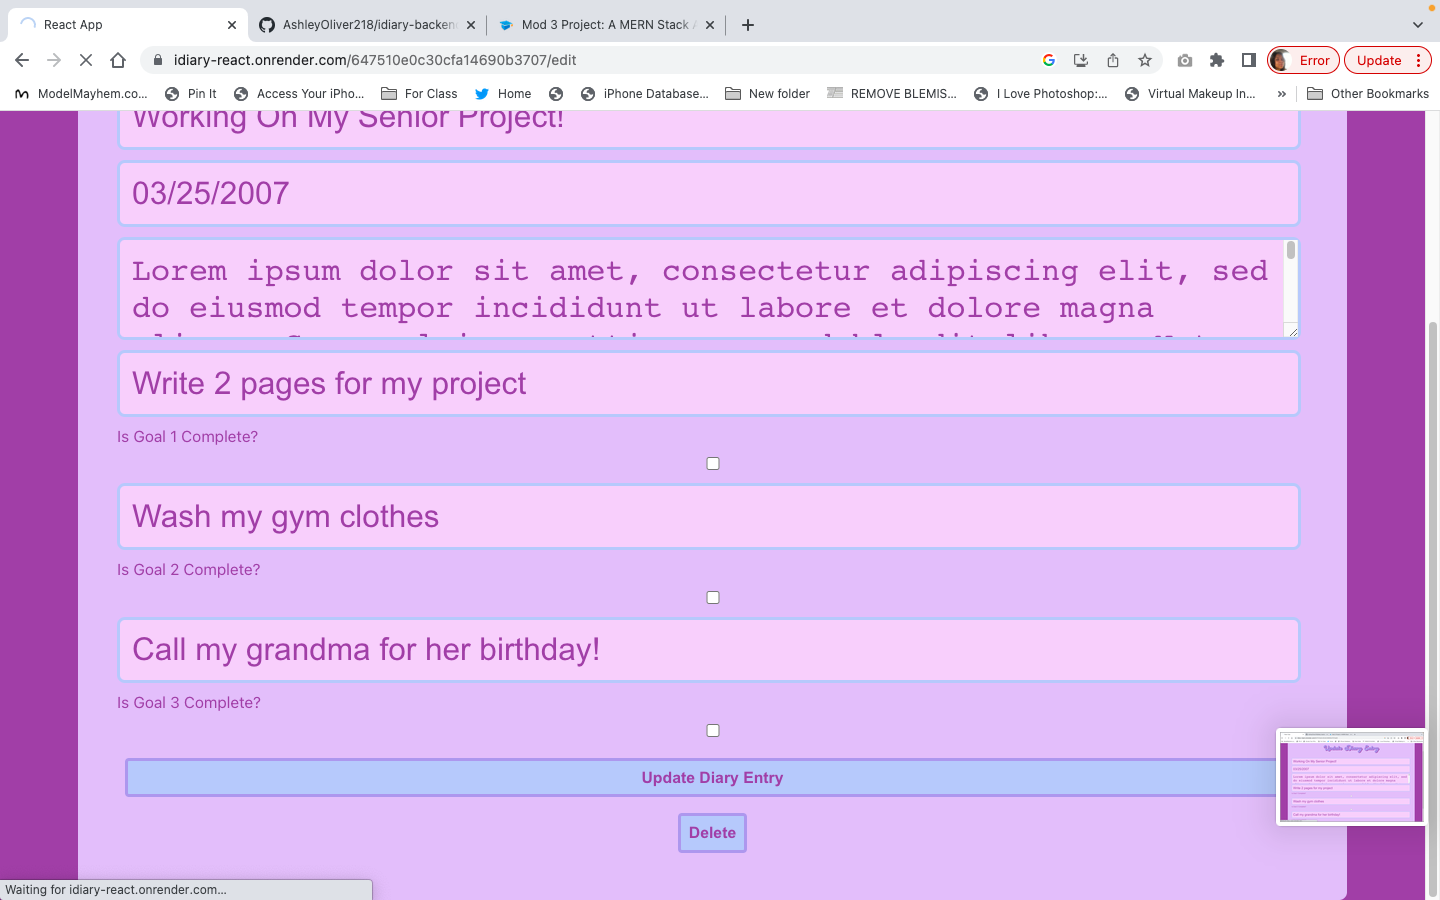 React App
AshleyOliver218/idiary-backen
Mod 3 Project: A MERN Stack A
idiary-react.onrender.com/647510e0c30cfa14690b3707/edit
Error
Update
ModelMayhem.co...
Pin It
Access Your iPho...
For Class
Home
iPhone Database...
New folder
REMOVE BLEMIS...
I Love Photoshop:...
Virtual Makeup In...
»
Other Bookmarks
Working On My Senior Project!
03/25/2007
Lorem ipsum dolor sit amet, consectetur adipiscing elit, sed
do eiusmod tempor incididunt ut labore et dolore magna
Write 2 pages for my project
Is Goal 1 Complete?
Wash my gym clothes
Is Goal 2 Complete?
Call my grandma for her birthday!
Is Goal 3 Complete?
Update Diary Entry
Update Diary Entry
Delete
Waiting for idiary-react.onrender.com...